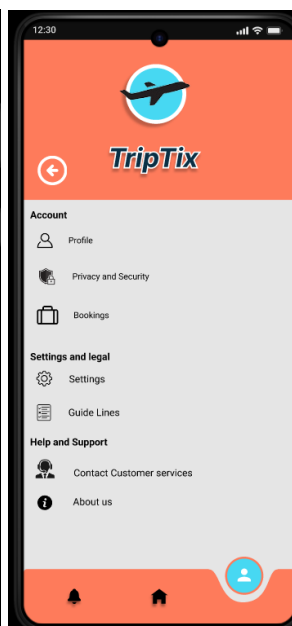 12:30
TripTix
Account
Profile
Privacy and Security
Bookings
Settings and legal
Settings
Guide Lines
Help and Support
Contact Customer services
About us